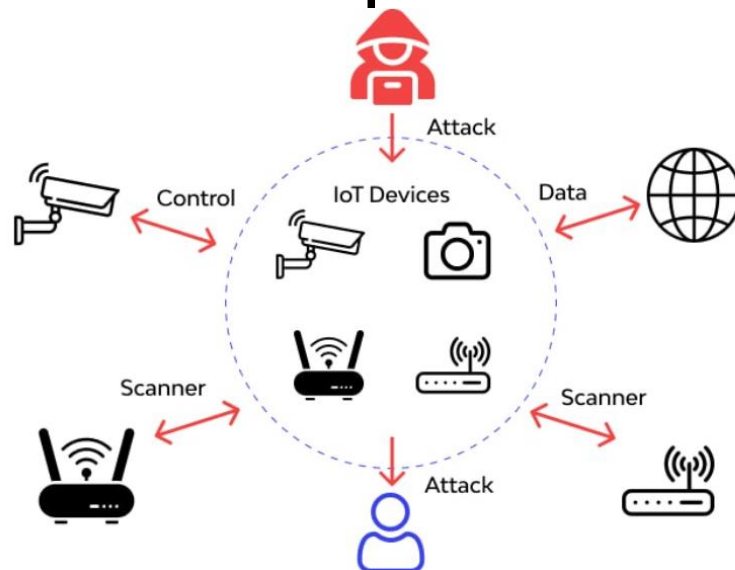 Attack
Control
IoT Devices
Data
Scanner
Scanner
Attack